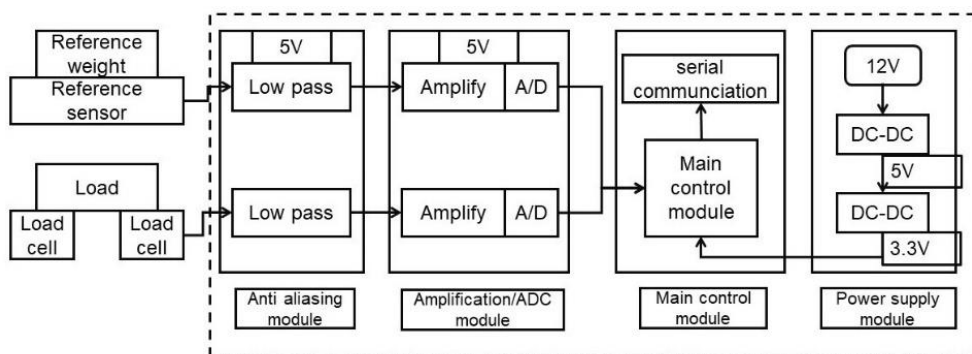 Reference
weight
Reference
sensor
Load
Load
cell
Load
cell
5V
Low pass
Low pass
Anti aliasing
module
5V
Amplify
A/D
Amplify
A/D
Amplification/ADC
module
serial
communciation
Main
control
module
Main control
module
12V
DC-DC
5V
DC-DC
3.3V
Power supply
module